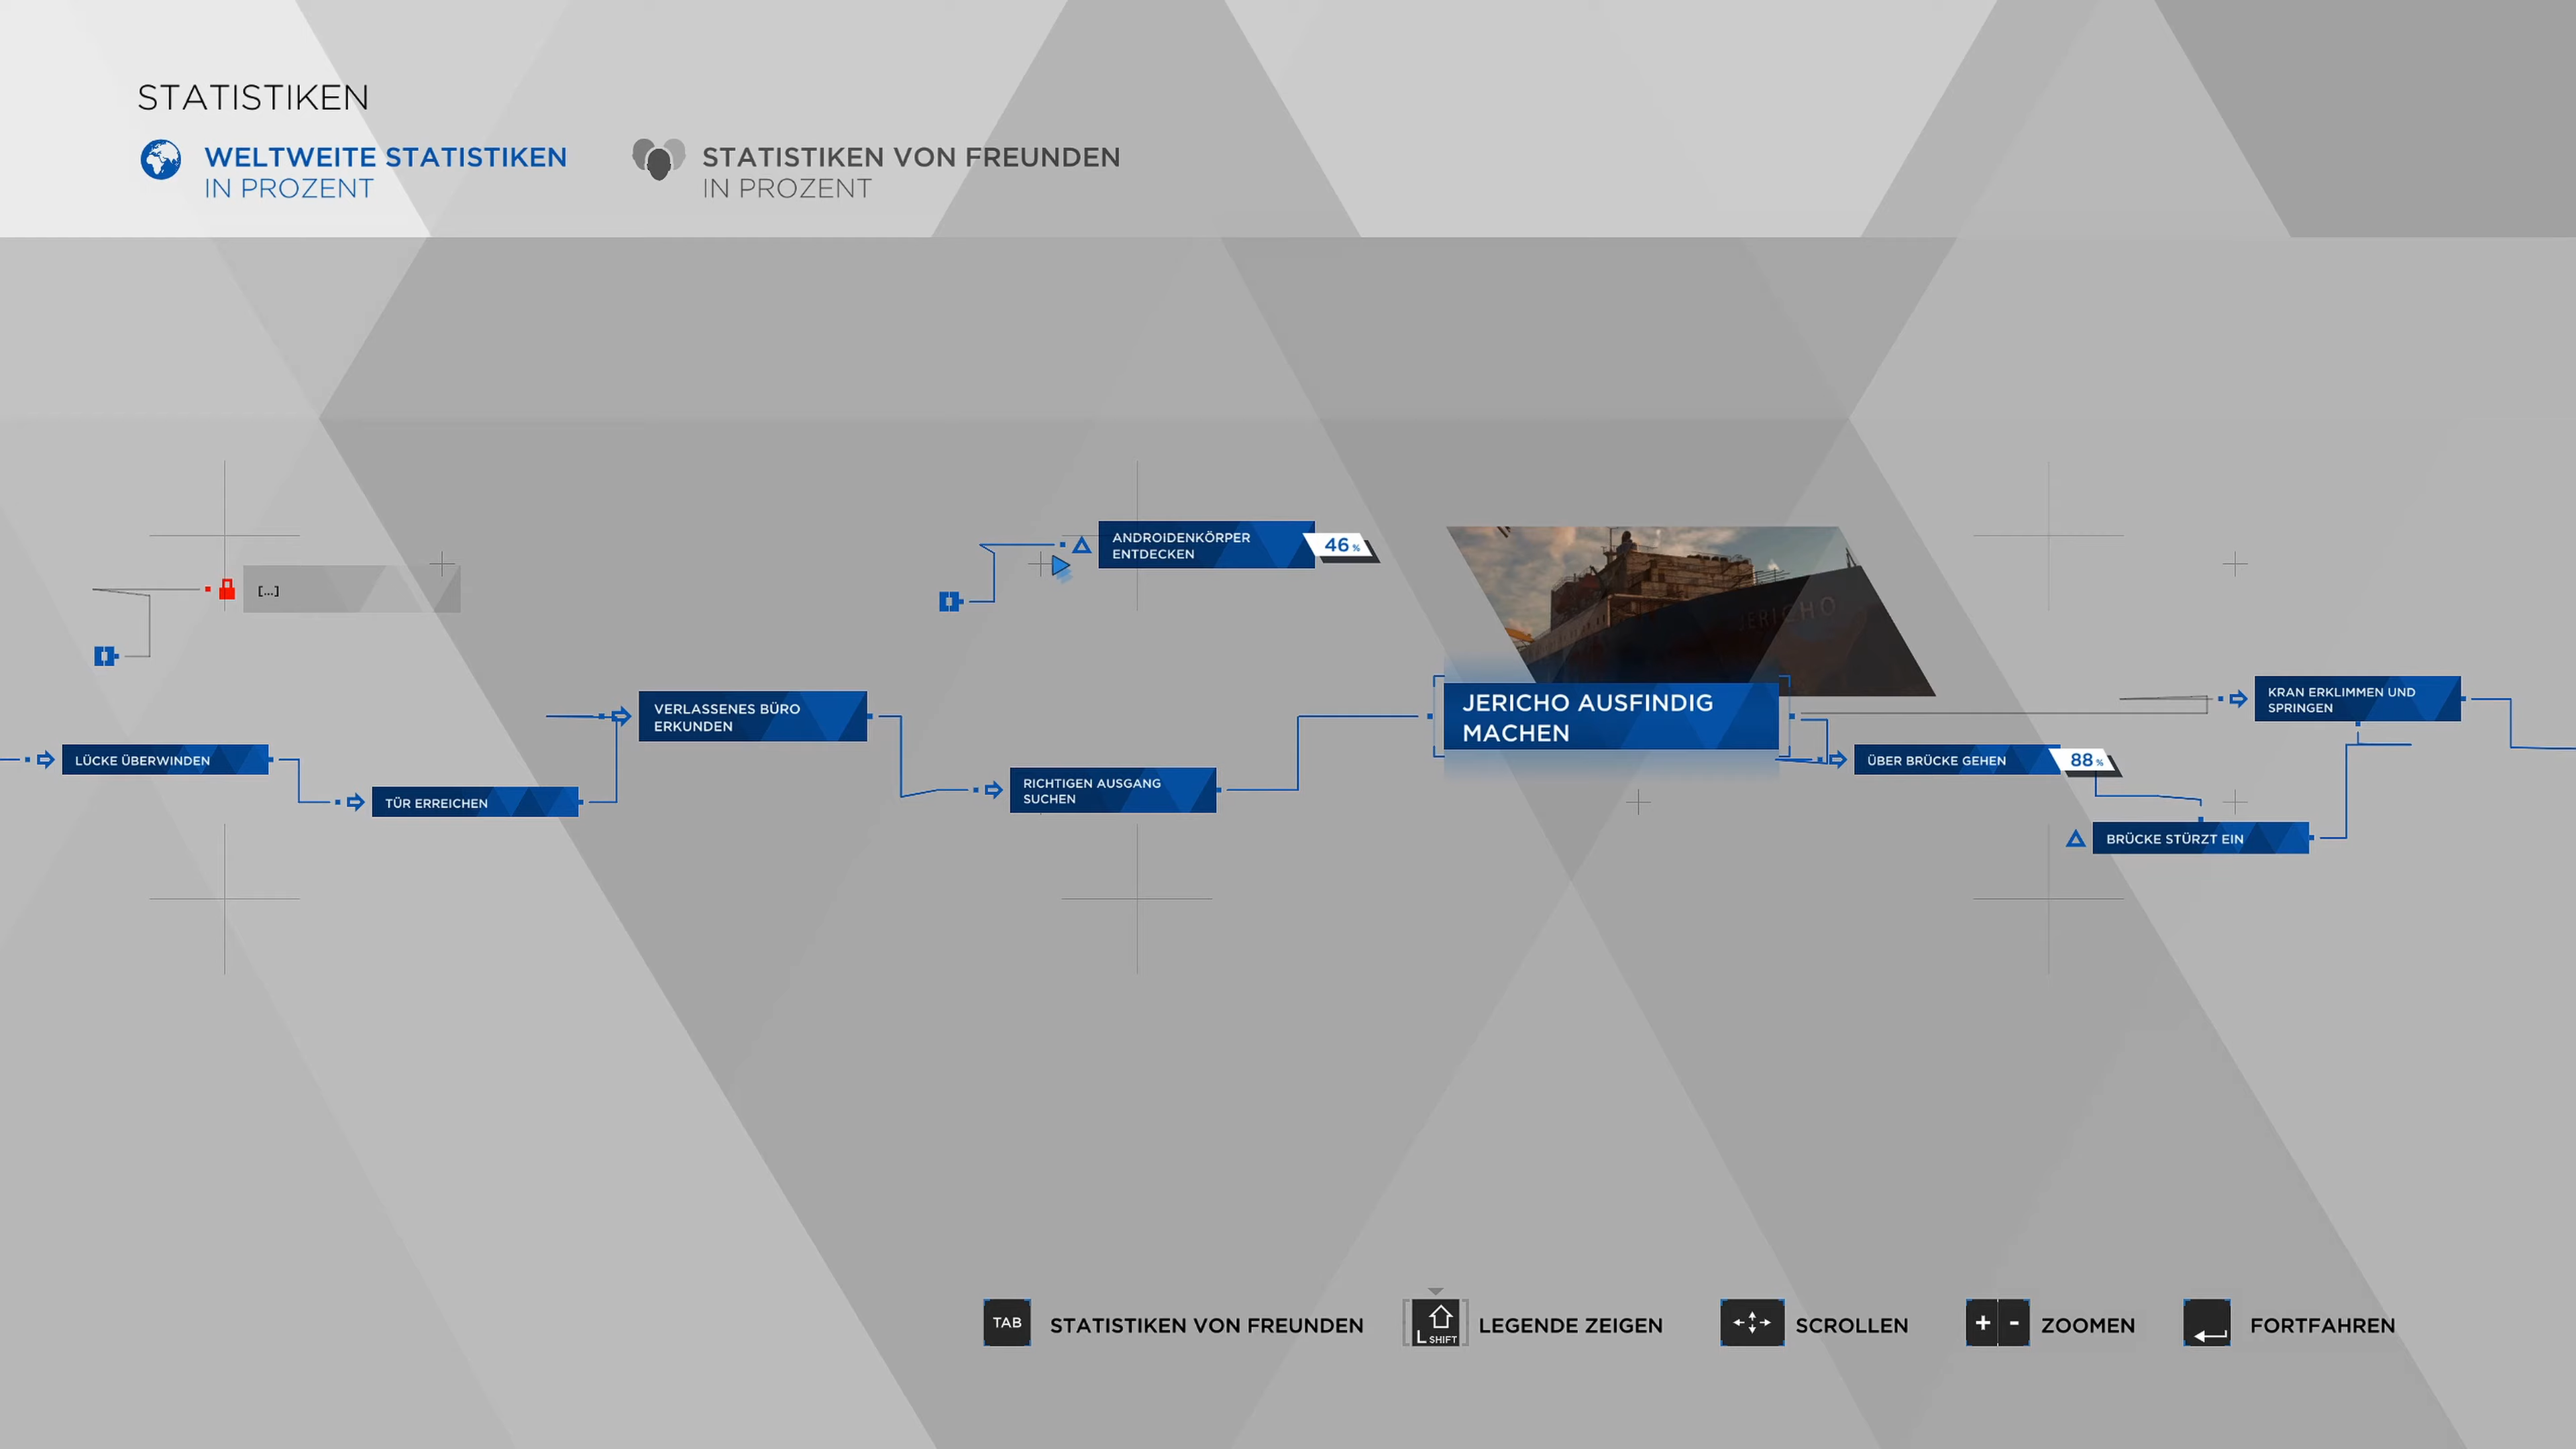 STATISTIKEN
WELTWEITE STATISTIKEN
IN PROZENT
STATISTIKEN VON FREUNDEN
IN PROZENT
ANDROIDENKÖRPER
ENTDECKEN
46 %
[...]
JERICHO
LÜCKE ÜBERWINDEN
TÜR ERREICHEN
VERLASSENES BÜRO
ERKUNDEN
RICHTIGEN AUSGANG
SUCHEN
JERICHO AUSFINDIG
MACHEN
ÜBER BRÜCKE GEHEN
88 %
BRÜCKE STÜRZT EIN
KRAN ERKLIMMEN UND
SPRINGEN
TAB
STATISTIKEN VON FREUNDEN
L SHIFT
LEGENDE ZEIGEN
SCROLLEN
+ -
ZOOMEN
FORTFAHREN